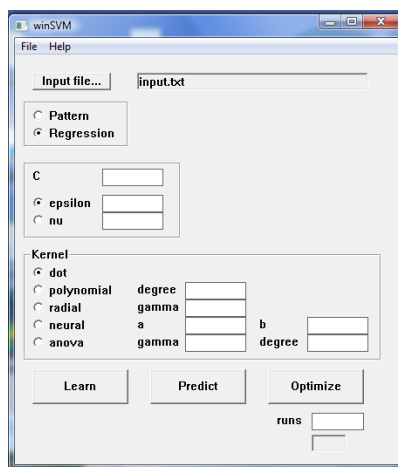 winSVM
File Help
Input file... input.txt
Pattern
Regression
C
epsilon
nu
Kernel
dot
polynomial degree
radial gamma
neural a b
anova gamma degree
Learn Predict Optimize
runs